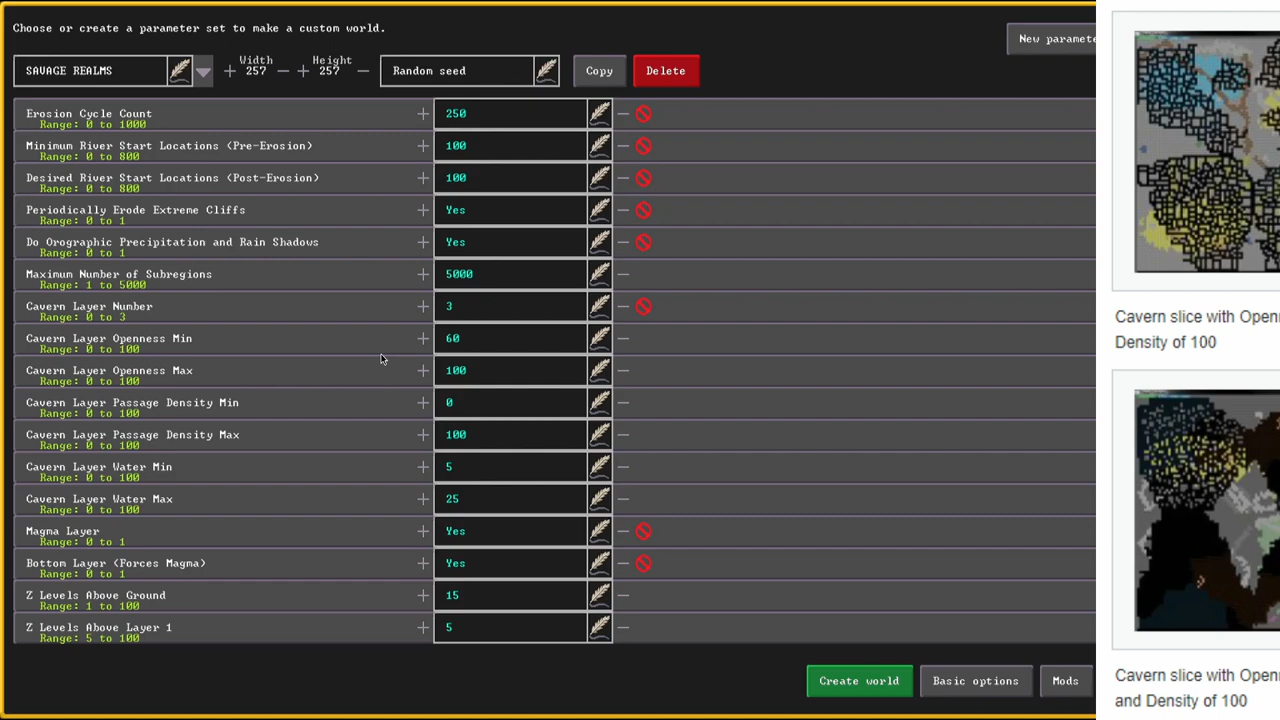 Choose or create a parameter set to make a custom world.
New paramete
SAVAGE REALMS
Width
257
Height
257
Random seed
Copy
Delete
Erosion Cycle Count
Range: 0 to 1000
250
Minimum River Start Locations (Pre-Erosion)
Range: 0 to 800
100
Desired River Start Locations (Post-Erosion)
Range: 0 to 800
100
Periodically Erode Extreme Cliffs
Range: 0 to 1
Yes
Do Orographic Precipitation and Rain Shadows
Range: 0 to 1
Yes
Maximum Number of Subregions
Range: 1 to 5000
5000
Cavern Layer Number
Range: 0 to 3
3
Cavern Layer Openness Min
Range: 0 to 100
60
Cavern Layer Openness Max
Range: 0 to 100
100
Cavern Layer Passage Density Min
Range: 0 to 100
0
Cavern Layer Passage Density Max
Range: 0 to 100
100
Cavern Layer Water Min
Range: 0 to 100
5
Cavern Layer Water Max
Range: 0 to 100
25
Magma Layer
Range: 0 to 1
Yes
Bottom Layer (Forces Magma)
Range: 0 to 1
Yes
Z Levels Above Ground
Range: 1 to 100
15
Z Levels Above Layer 1
Range: 5 to 100
5
Create world
Basic options
Mods
Cavern slice with Openn
Density of 100
Cavern slice with Openn
and Density of 100